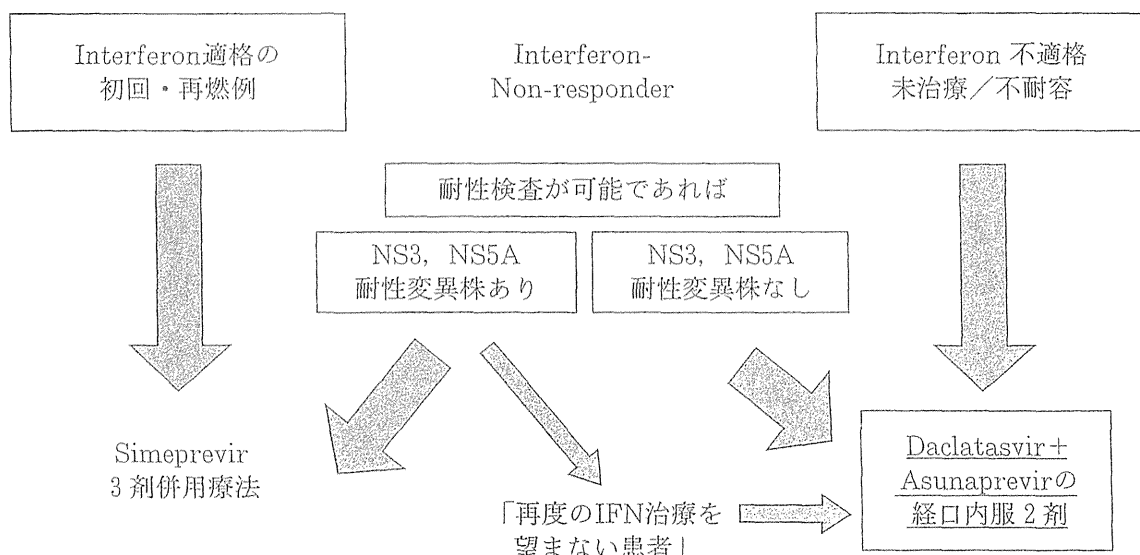 Interferon適格の
初回・再燃例
Interferon-
Non-responder
Interferon 不適格
未治療／不耐容
耐性検査が可能であれば
NS3, NS5A
耐性変異株あり
NS3, NS5A
耐性変異株なし
Simeprevir
3剤併用療法
「再度のIFN治療を
望まない患者」
Daclatasvir+
Asunaprevirの
経口内服2剤